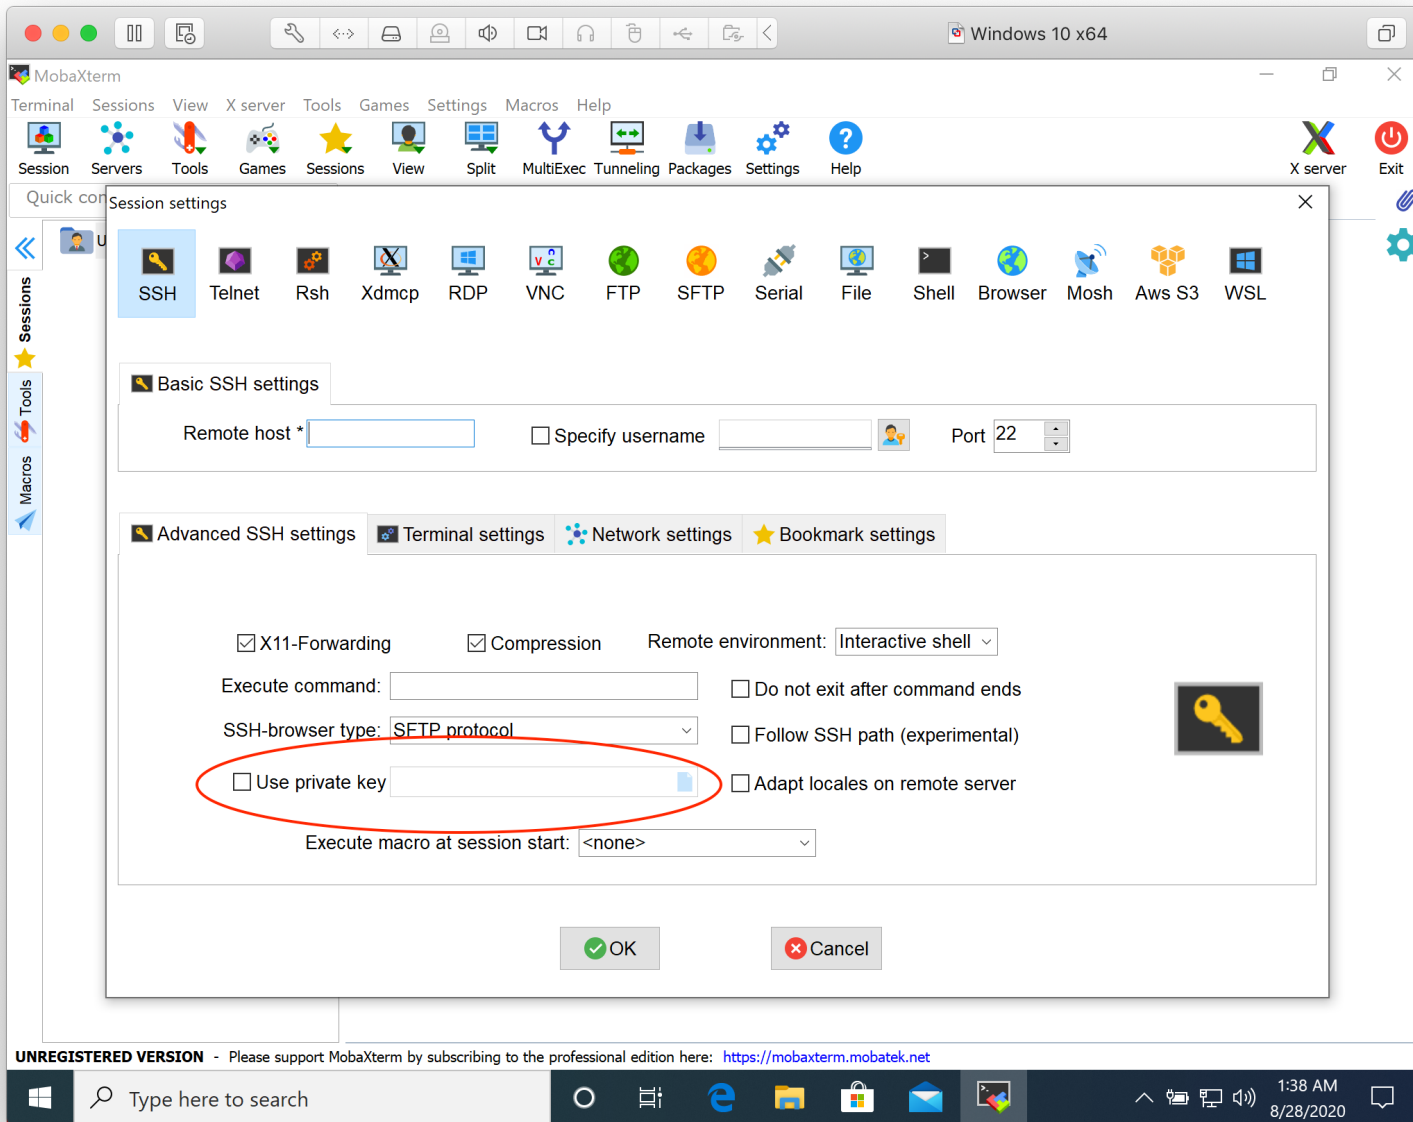 Windows 10 x64
MobaXterm
Terminal Sessions View X server Tools Games Settings Macros Help
Session Servers Tools Games Sessions View Split MultiExec Tunneling Packages Settings Help X server Exit
Quick con
Session settings
U
SSH Telnet Rsh Xdmcp RDP VNC FTP SFTP Serial File Shell Browser Mosh Aws S3 WSL
Sessions
Tools
Macros
Basic SSH settings
Remote host * Specify username Port 22
Advanced SSH settings Terminal settings Network settings Bookmark settings
X11-Forwarding Compression Remote environment: Interactive shell
Execute command: Do not exit after command ends
SSH-browser type: SFTP protocol Follow SSH path (experimental)
Use private key Adapt locales on remote server
Execute macro at session start: <none>
OK Cancel
UNREGISTERED VERSION - Please support MobaXterm by subscribing to the professional edition here: https://mobaxterm.mobatek.net
Type here to search
1:38 AM
8/28/2020